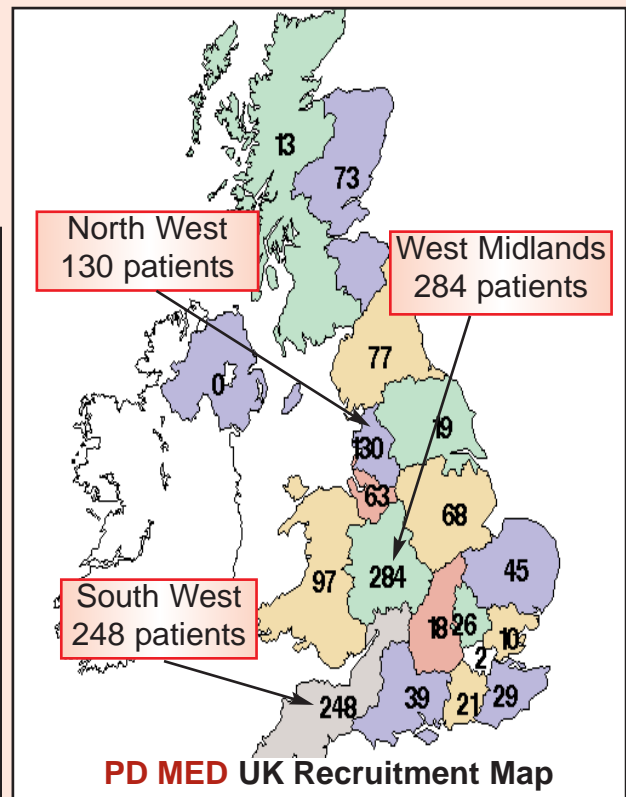 13
73
North West
130 patients
West Midlands
284 patients
77
0
130
19
63
68
97
284
45
South West
248 patients
18
26
10
2
248
39
21
29
PD MED UK Recruitment Map